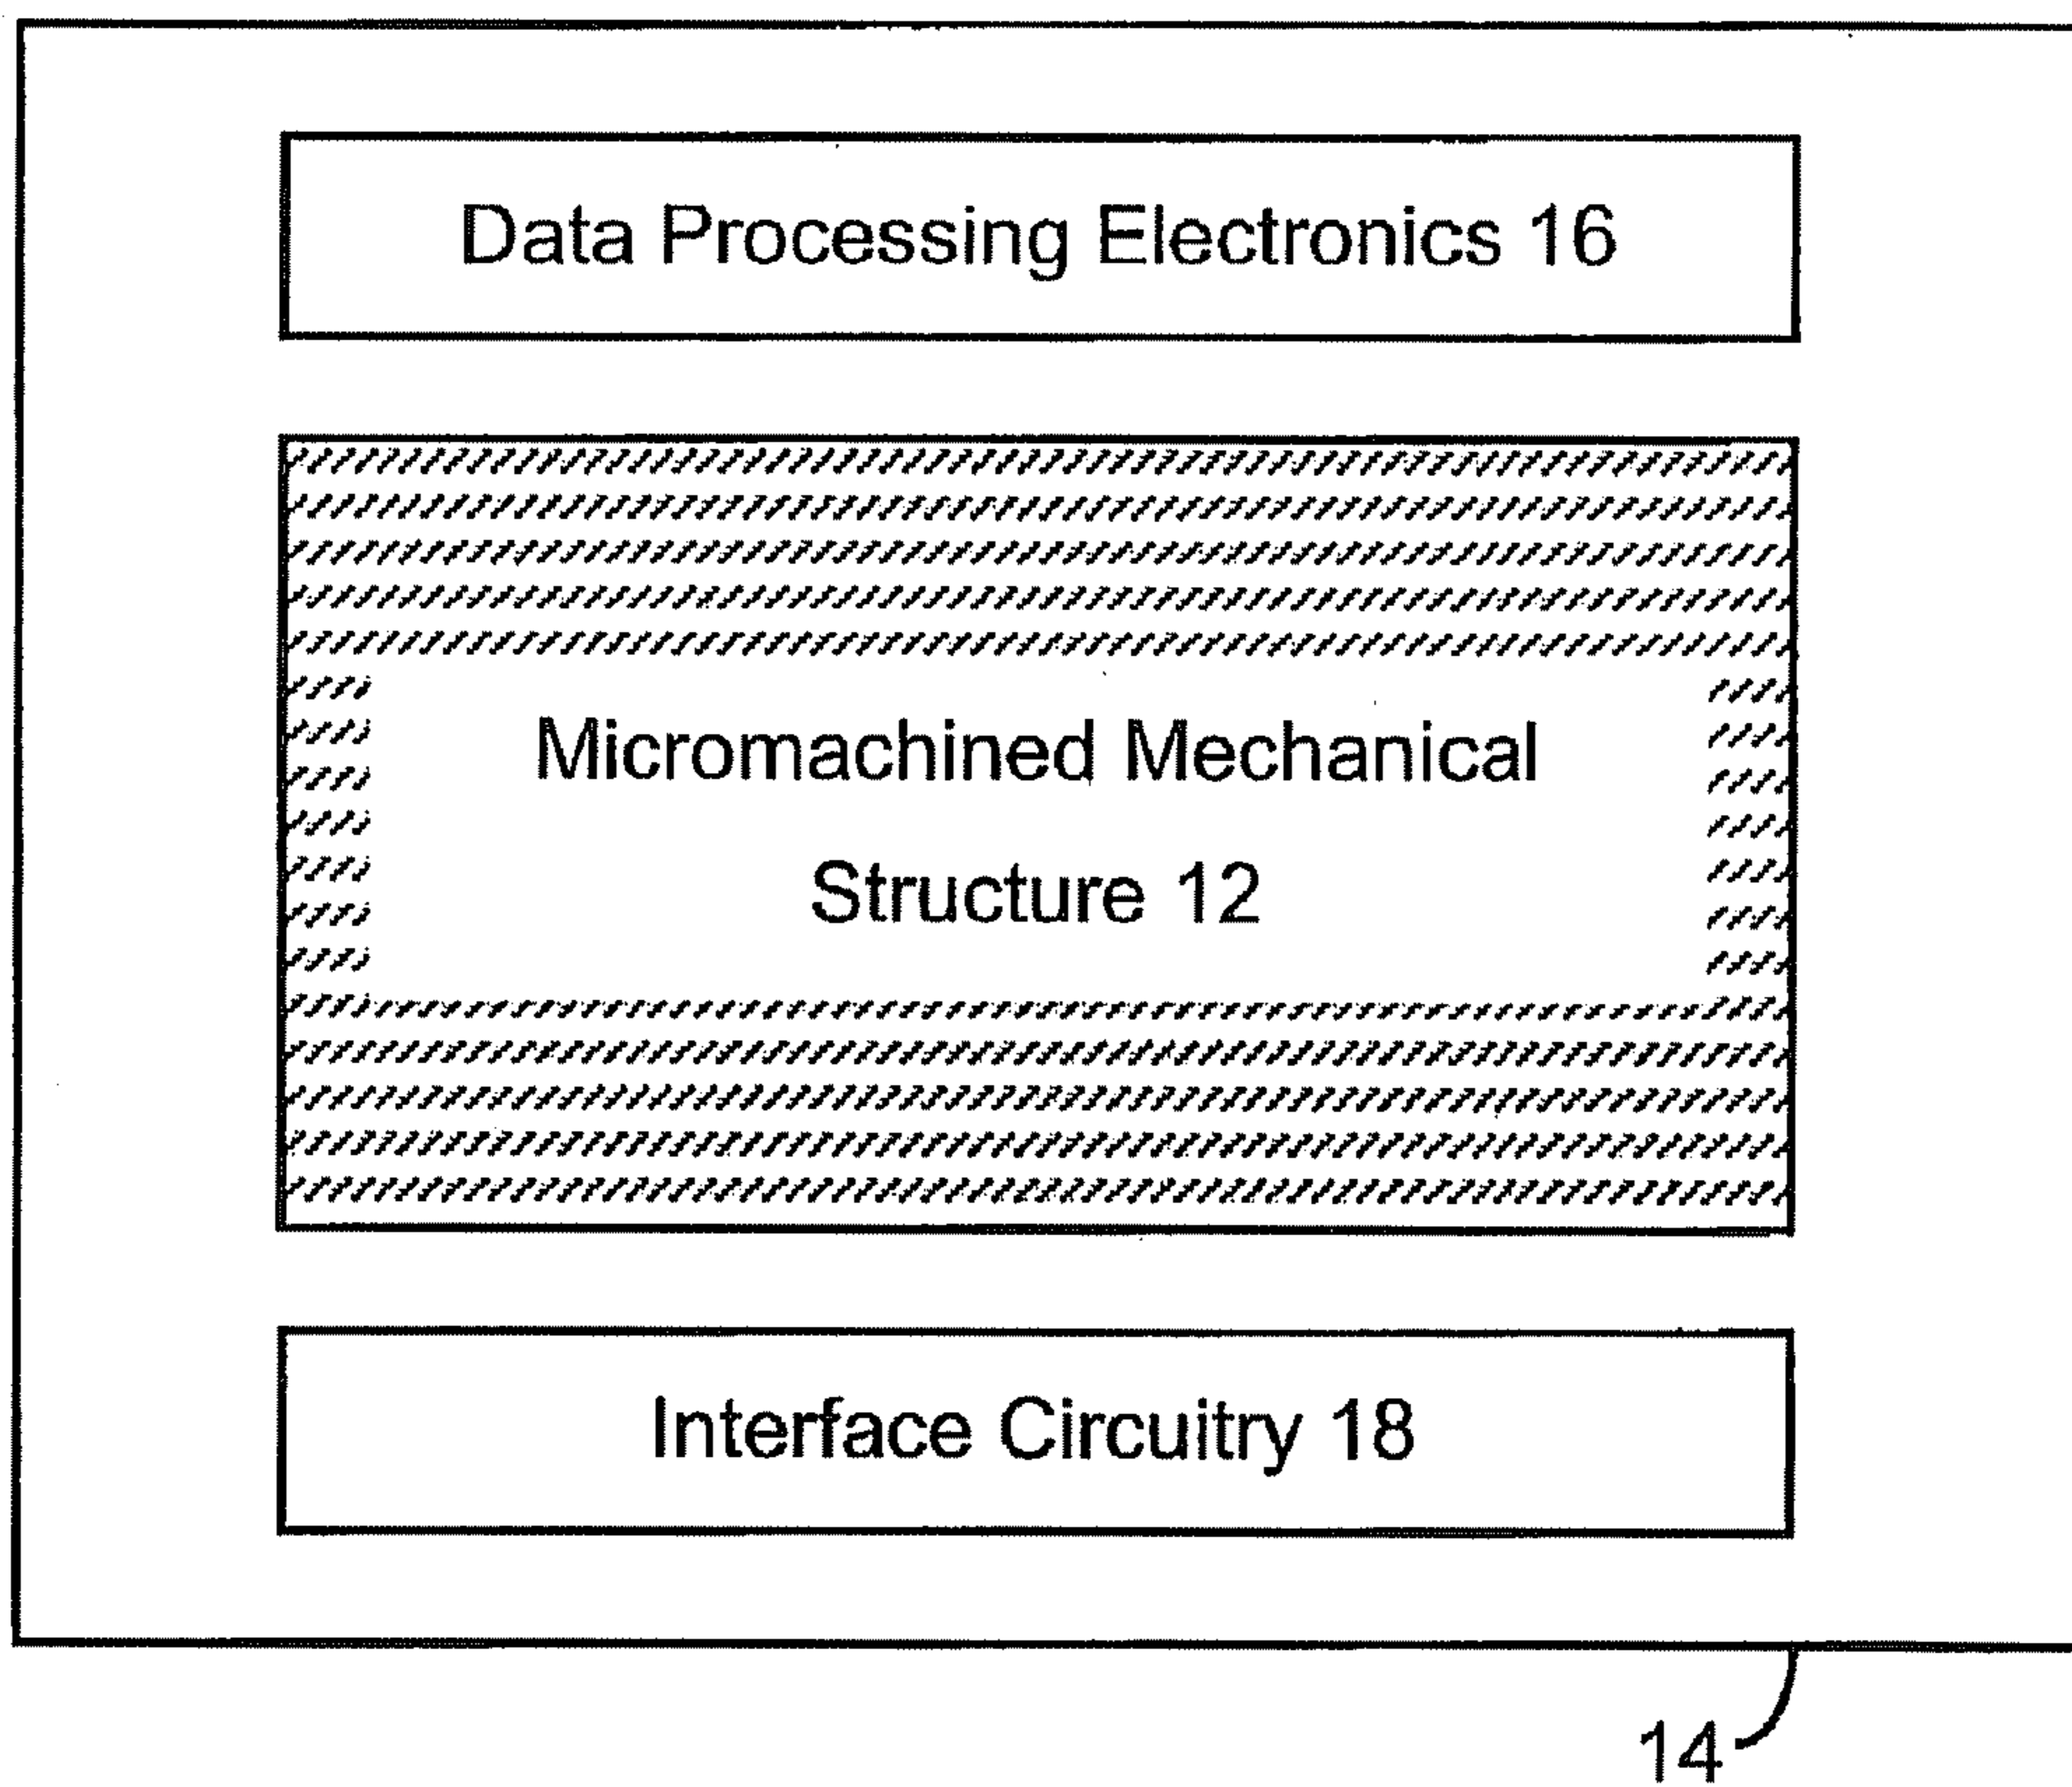 Data Processing Electronics 16
Micromachined Mechanical
Structure 12
Interface Circuitry 18
14